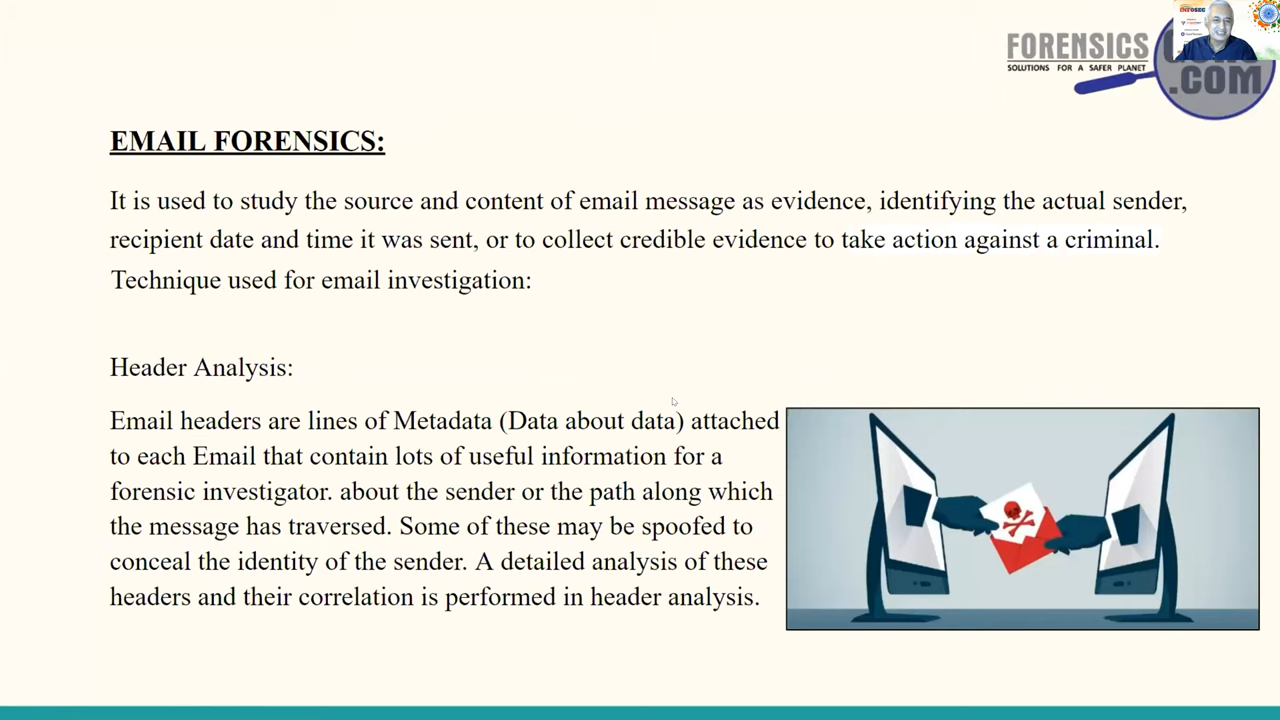 INFOSEC
FORENSICS
SOLUTIONS FOR A SAFER PLANET
.COM
EMAIL FORENSICS:
It is used to study the source and content of email message as evidence, identifying the actual sender,
recipient date and time it was sent, or to collect credible evidence to take action against a criminal.
Technique used for email investigation:
Header Analysis:
Email headers are lines of Metadata (Data about data) attached
to each Email that contain lots of useful information for a
forensic investigator. about the sender or the path along which
the message has traversed. Some of these may be spoofed to
conceal the identity of the sender. A detailed analysis of these
headers and their correlation is performed in header analysis.